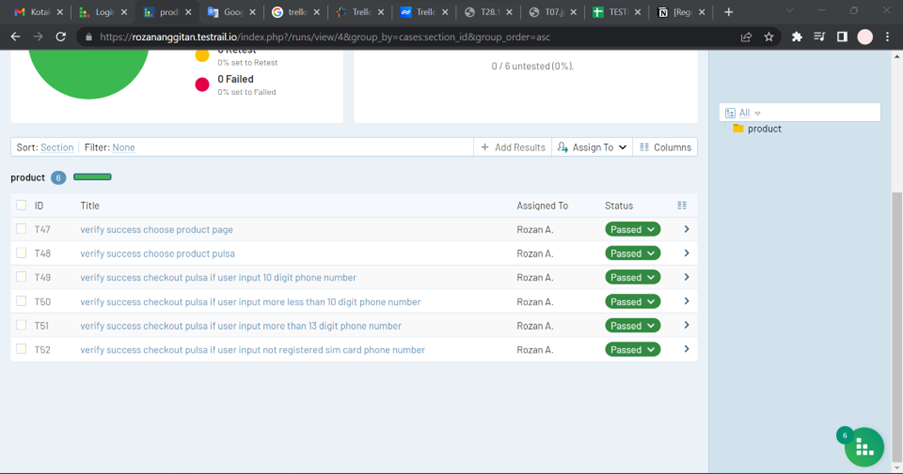 Kotak
Login
prod
Goog
trello
Trello
Trello
T28.1
T07.j
TEST
[Reg
https://rozananggitan.testrail.io/index.php?/runs/view/4&group_by=cases:section_id&group_order=asc
0 Retest
0% set to Retest
0 Failed
0% set to Failed
0 / 6 untested (0%).
All
product
Sort: Section Filter: None
Add Results Assign To Columns
product 6
ID Title Assigned To Status
T47 verify success choose product page Rozan A. Passed
T48 verify success choose product pulsa Rozan A. Passed
T49 verify success checkout pulsa if user input 10 digit phone number Rozan A. Passed
T50 verify success checkout pulsa if user input more less than 10 digit phone number Rozan A. Passed
T51 verify success checkout pulsa if user input more than 13 digit phone number Rozan A. Passed
T52 verify success checkout pulsa if user input not registered sim card phone number Rozan A. Passed
6